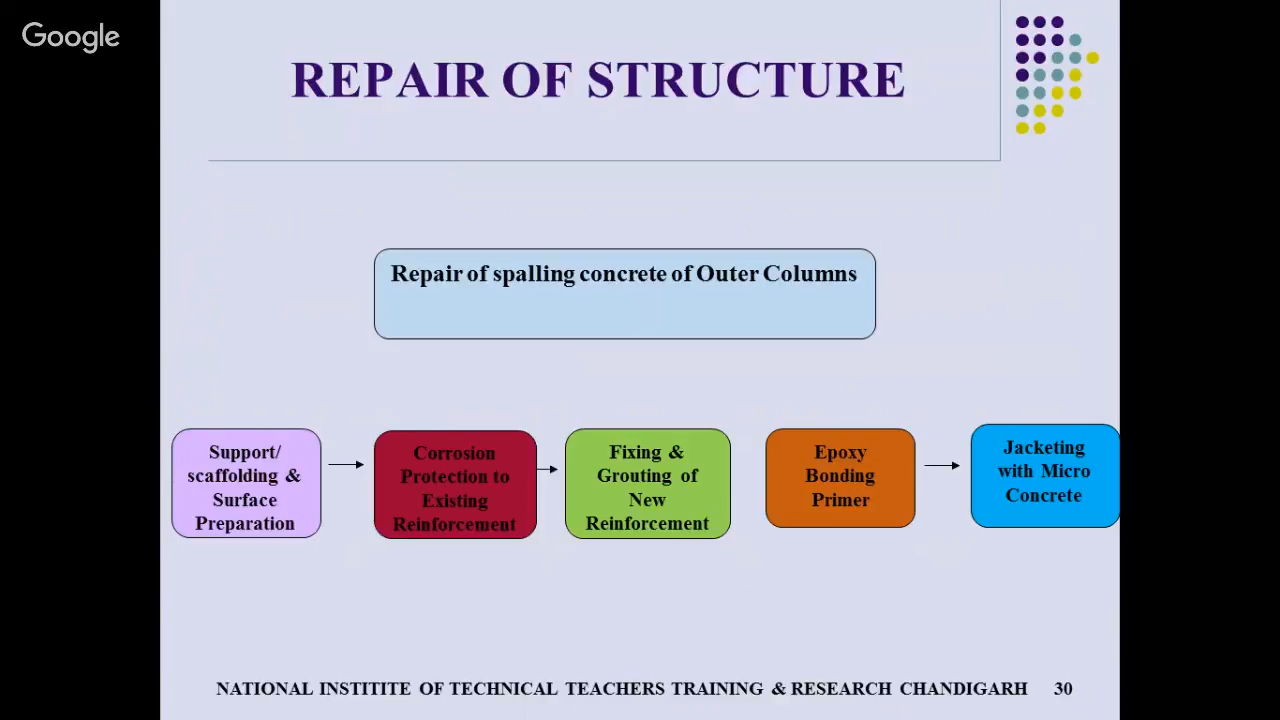 Google
REPAIR OF STRUCTURE
Repair of spalling concrete of Outer Columns
Support/
scaffolding &
Surface
Preparation
Corrosion
Protection to
Existing
Reinforcement
Fixing &
Grouting of
New
Reinforcement
Epoxy
Bonding
Primer
Jacketing
with Micro
Concrete
NATIONAL INSTITITE OF TECHNICAL TEACHERS TRAINING & RESEARCH CHANDIGARH 30